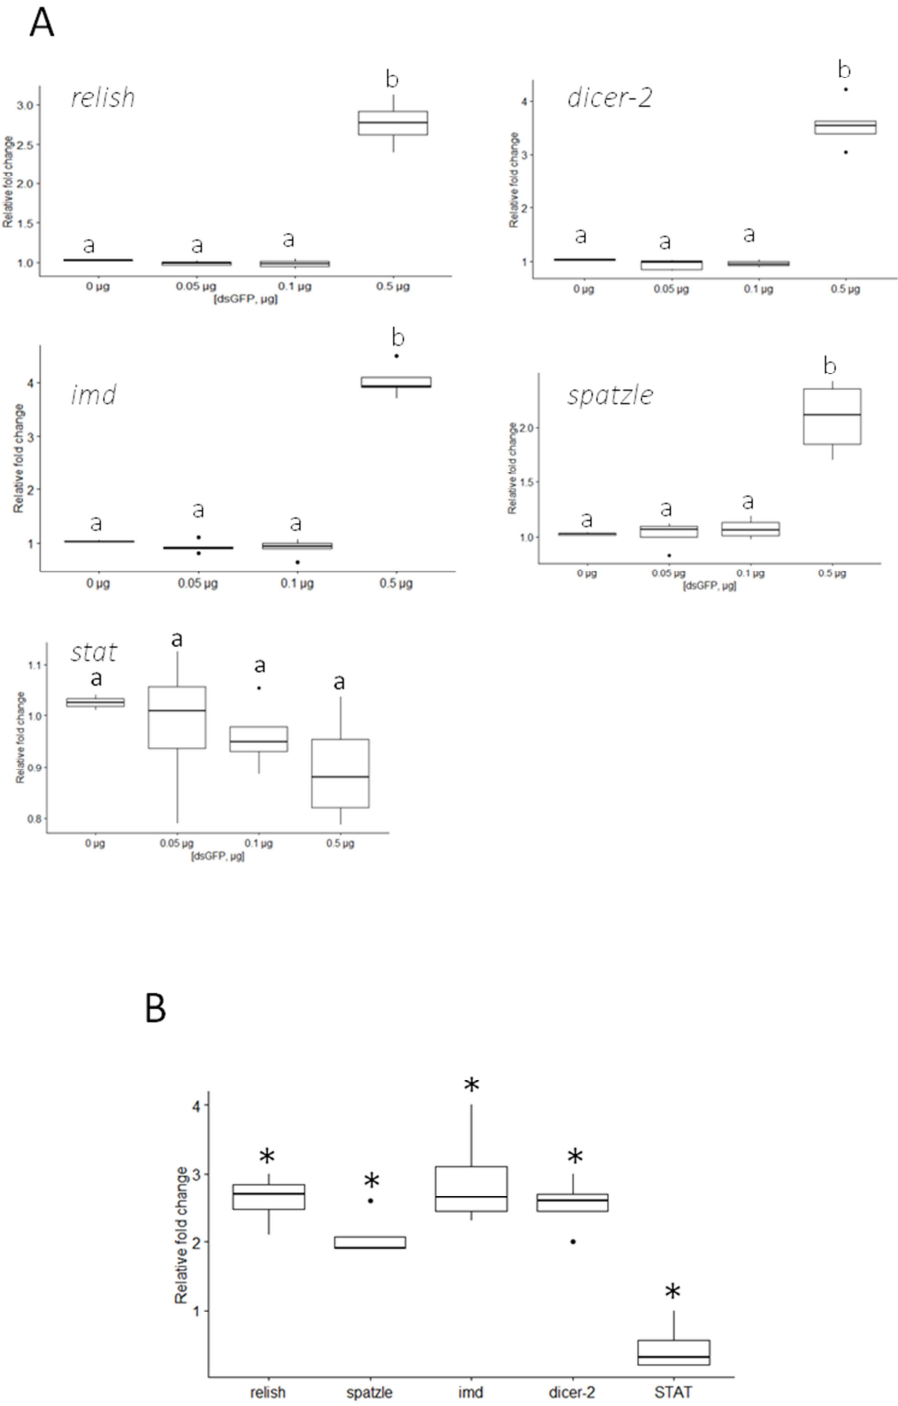 A
relish
b
Relative fold change
3.0
2.5
2.0
1.5
1.0
a
a
a
0 µg
0.05 µg
0.1 µg
0.5 µg
[dsGFP, µg]
dicer-2
b
Relative fold change
4
3
2
1
a
a
a
0 µg
0.05 µg
0.1 µg
0.5 µg
[dsGFP, µg]
imd
b
Relative fold change
4
3
2
1
a
a
a
0 µg
0.05 µg
0.1 µg
0.5 µg
[dsGFP, µg]
spatzle
b
Relative fold change
2.0
1.5
1.0
a
a
a
0 µg
0.05 µg
0.1 µg
0.5 µg
[dsGFP, µg]
stat
a
a
a
a
Relative fold change
1.1
1.0
0.9
0.8
0 µg
0.05 µg
0.1 µg
0.5 µg
[dsGFP, µg]
B
Relative fold change
4
3
2
1
*
*
*
*
*
relish
spatzle
imd
dicer-2
STAT